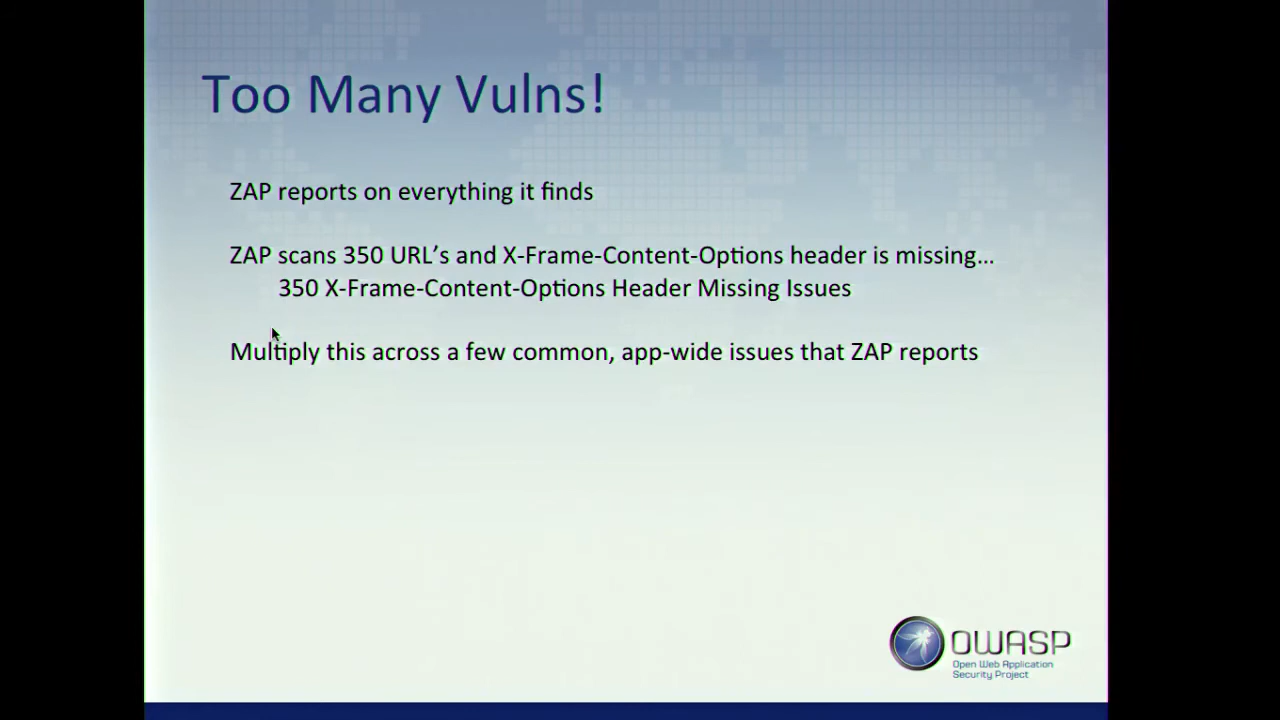 Too Many Vulns!
ZAP reports on everything it finds
ZAP scans 350 URL’s and X-Frame-Content-Options header is missing…
350 X-Frame-Content-Options Header Missing Issues
Multiply this across a few common, app-wide issues that ZAP reports
OWASP
Open Web Application
Security Project